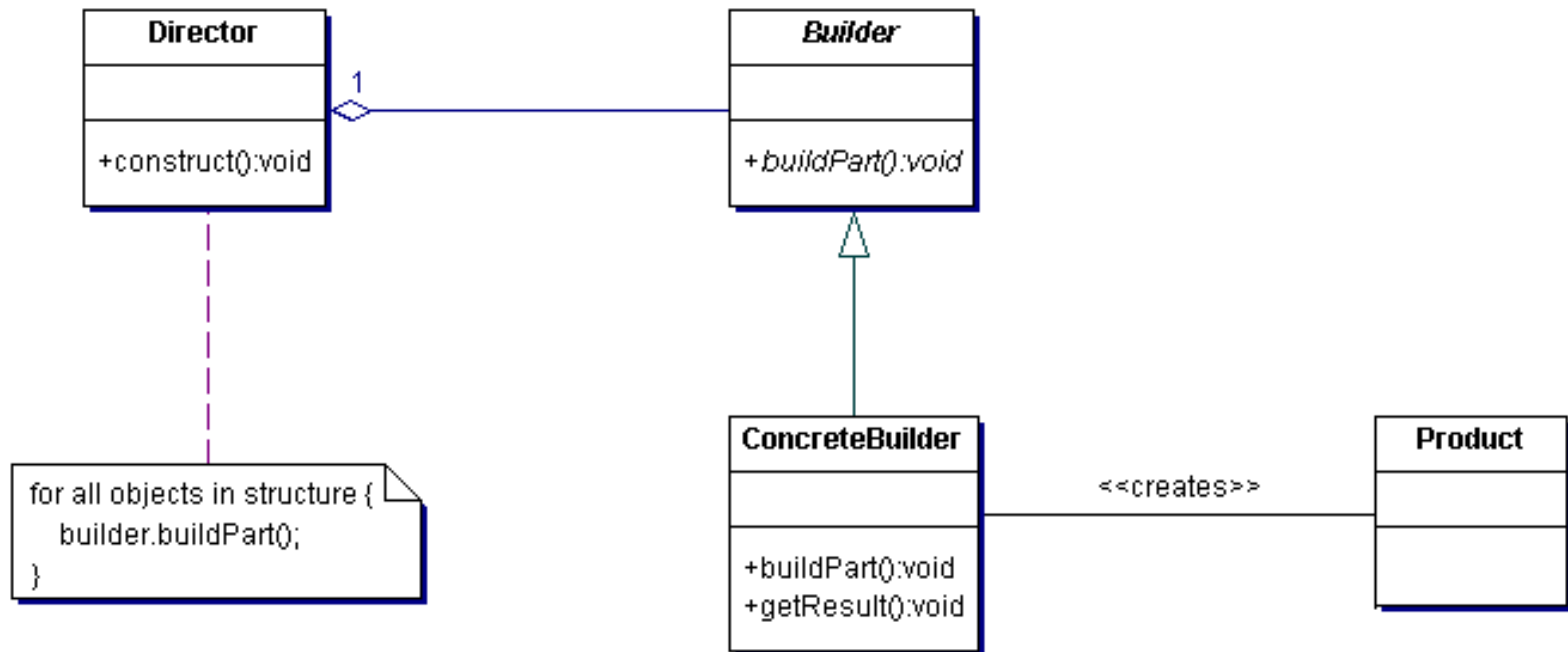 Director
+construct():void
1
Builder
+buildPart():void
for all objects in structure {
builder.buildPart();
}
ConcreteBuilder
+buildPart():void
+getResult():void
<<creates>>
Product